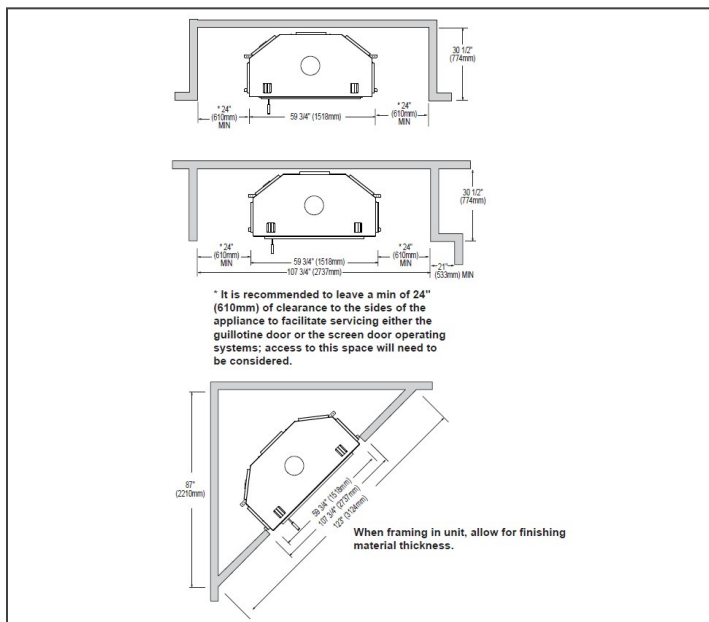 30 1/2"
(774mm)
* 24"
(610mm)
MIN
59 3/4" (1518mm)
* 24"
(610mm)
MIN
30 1/2"
(774mm)
* 24"
(610mm)
MIN
59 3/4" (1518mm)
* 24"
(610mm)
MIN
107 3/4" (2737mm)
21"
(533mm) MIN
* It is recommended to leave a min of 24"
(610mm) of clearance to the sides of the
appliance to facilitate servicing either the
guillotine door or the screen door operating
systems; access to this space will need to
be considered.
87"
(2210mm)
59 3/4" (1518mm)
107 3/4" (2737mm)
123" (3124mm)
When framing in unit, allow for finishing
material thickness.